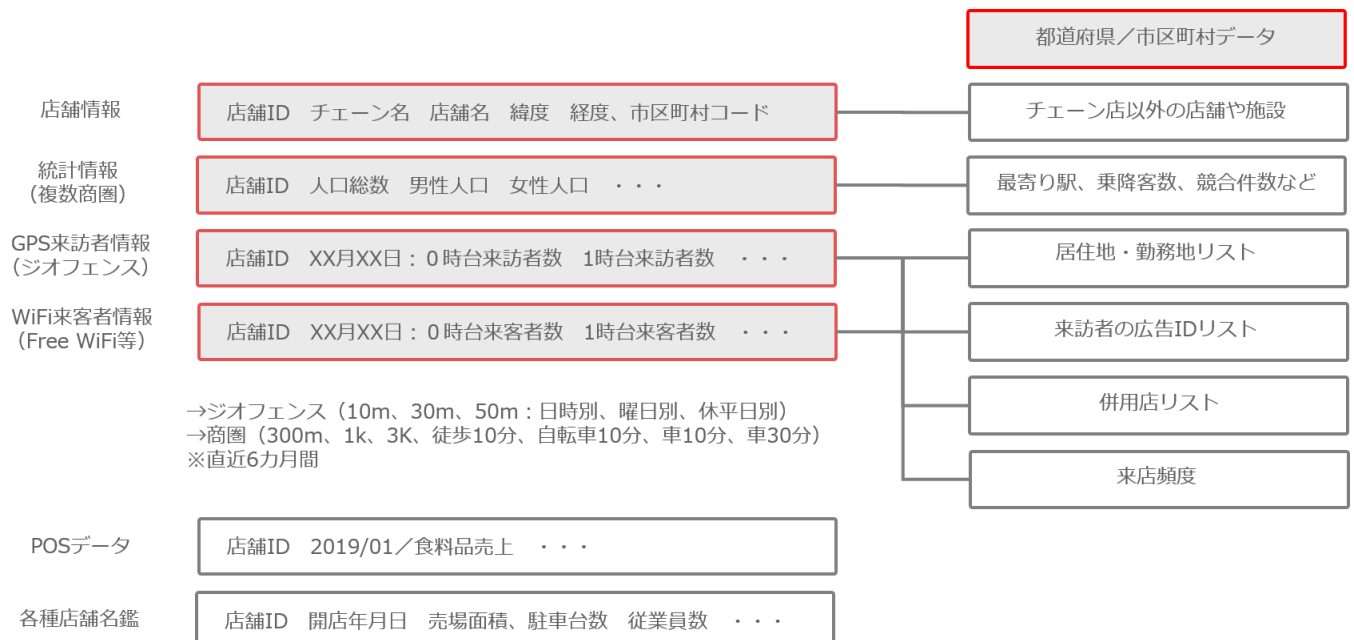 都道府県／市区町村データ
店舗情報
店舗ID　チェーン名　店舗名　緯度　経度、市区町村コード
チェーン店以外の店舗や施設
統計情報
（複数商圏）
店舗ID　人口総数　男性人口　女性人口　・・・
最寄り駅、乗降客数、競合件数など
GPS来訪者情報
（ジオフェンス）
店舗ID　XX月XX日：０時台来訪者数　1時台来訪者数　・・・
居住地・勤務地リスト
WiFi来客者情報
（Free WiFi等）
店舗ID　XX月XX日：０時台来客者数　1時台来客者数　・・・
来訪者の広告IDリスト
併用店リスト
来店頻度
→ジオフェンス（10m、30m、50m：日時別、曜日別、休平日別）
→商圏（300m、1k、3K、徒歩10分、自転車10分、車10分、車30分）
※直近6カ月間
POSデータ
店舗ID　2019/01／食料品売上　・・・
各種店舗名鑑
店舗ID　開店年月日　売場面積、駐車台数　従業員数　・・・